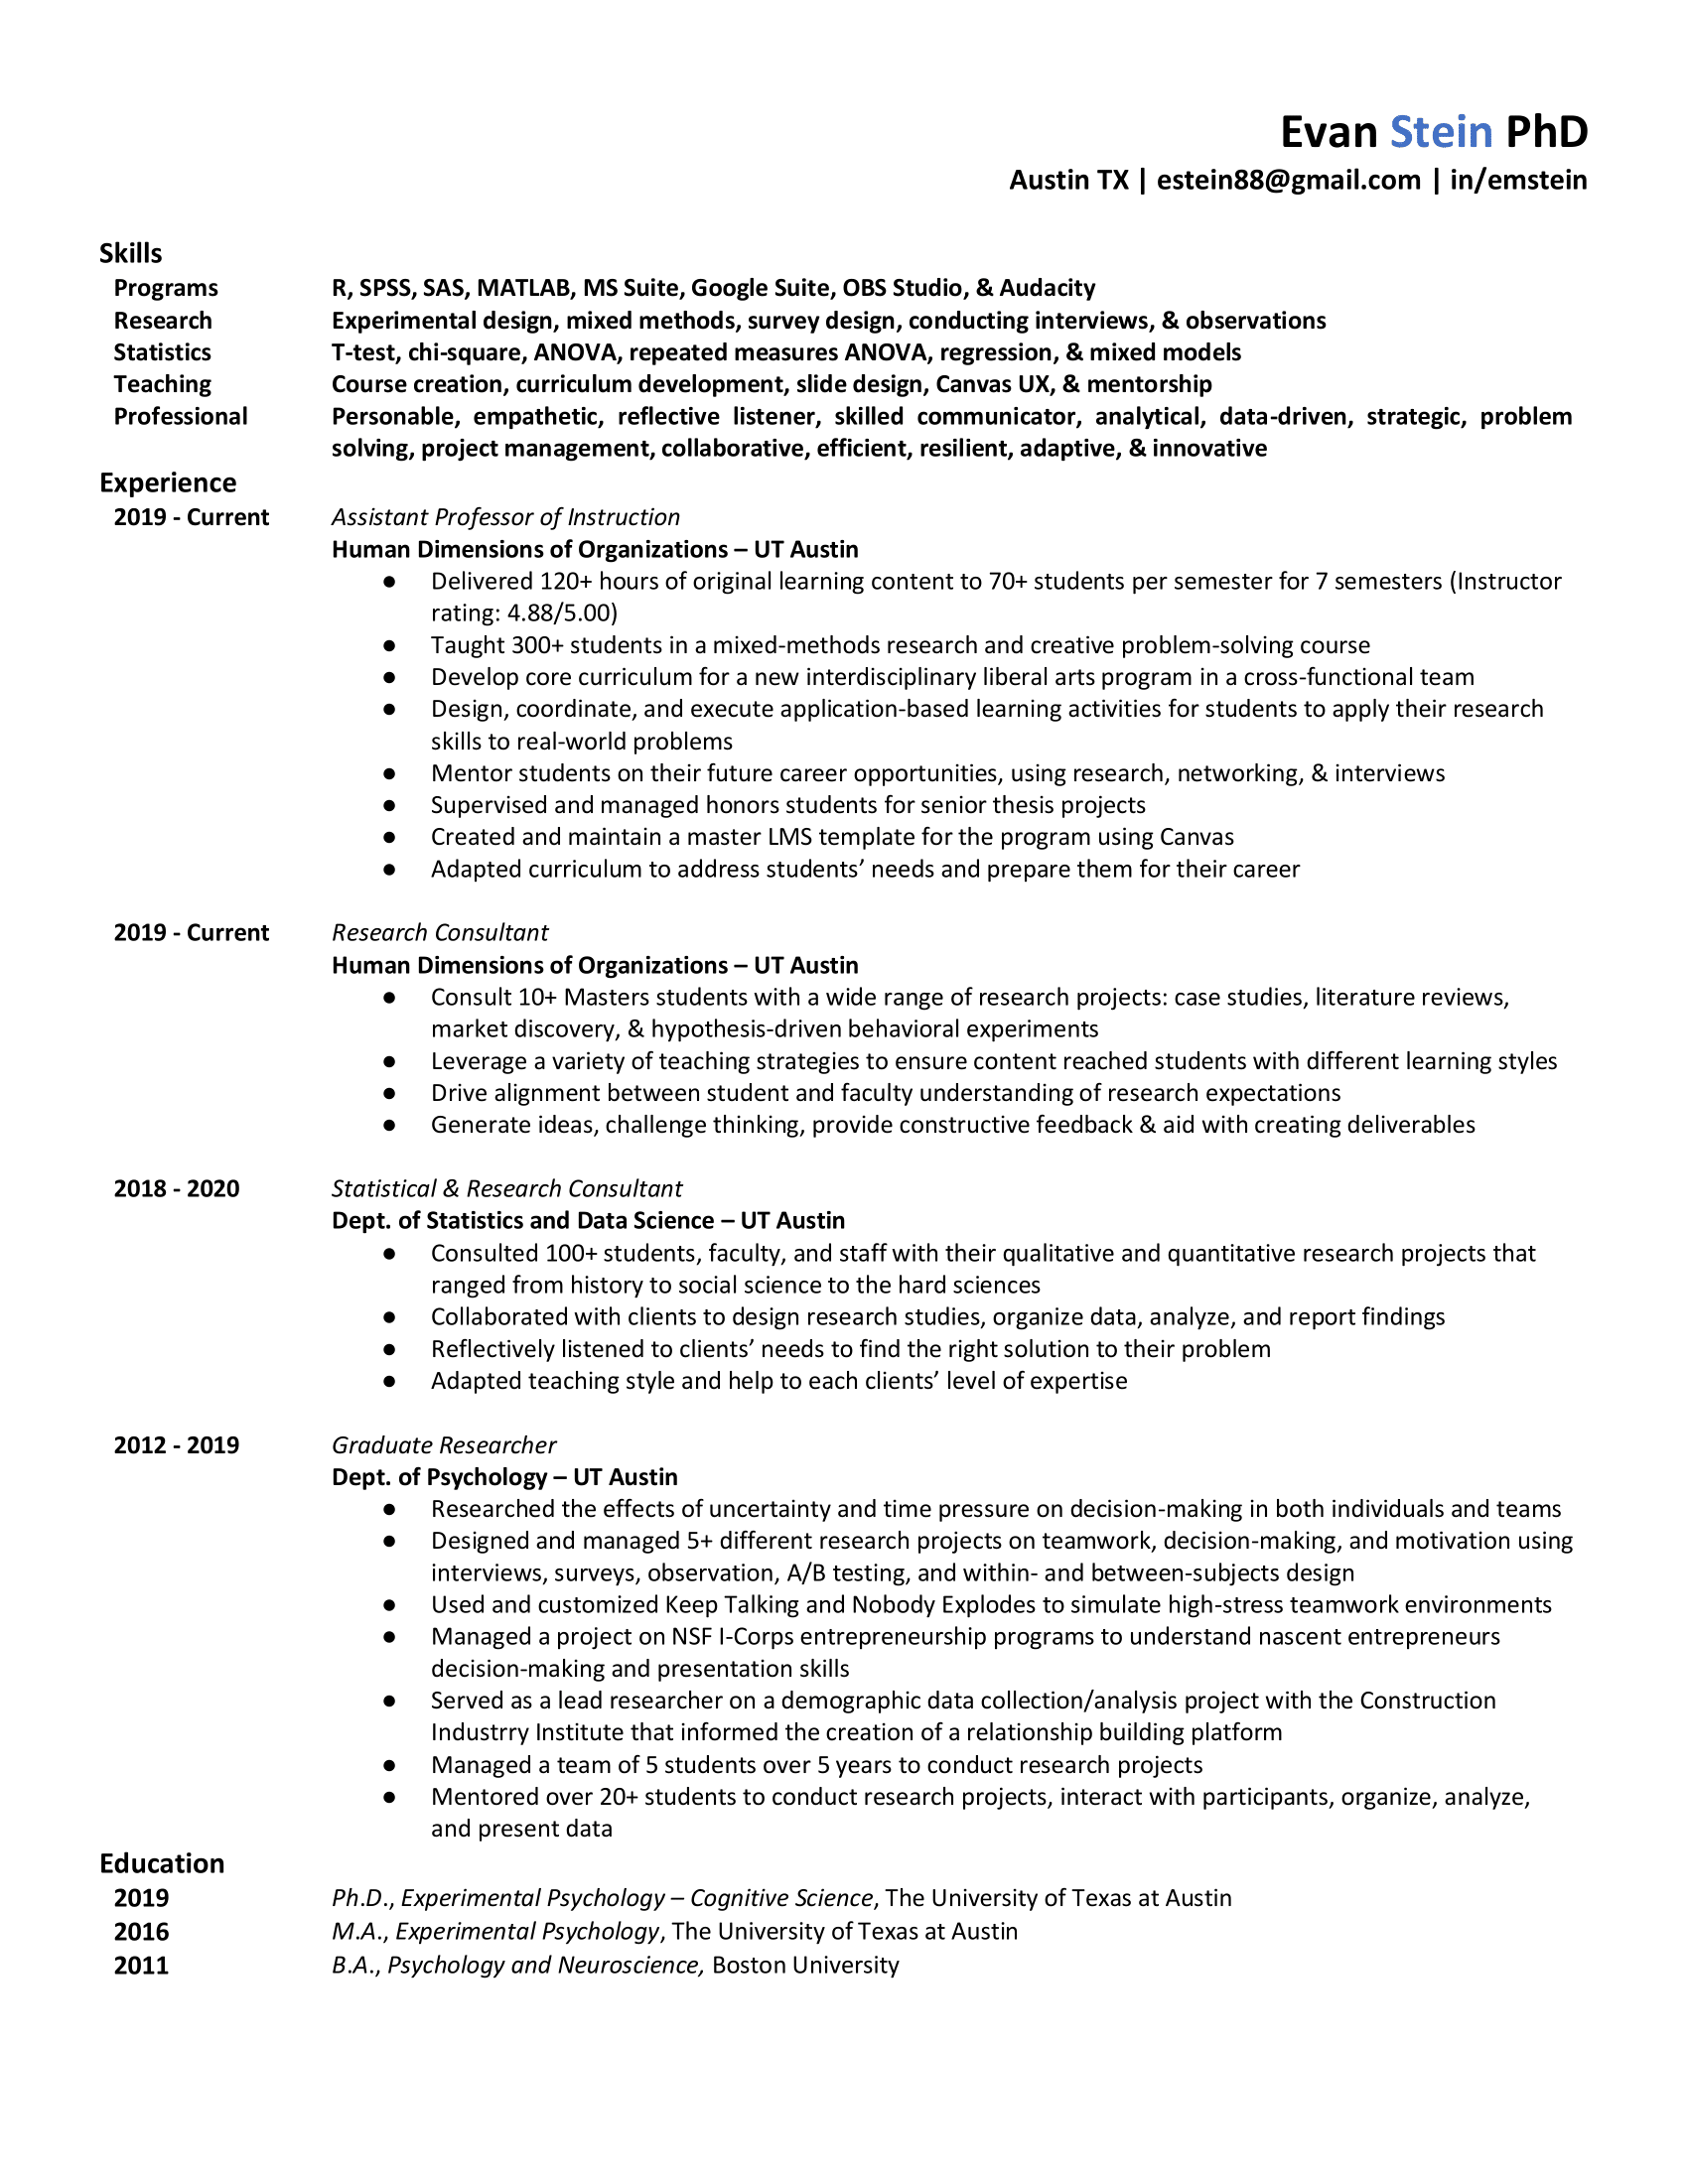 Evan Stein PhD
Austin TX | estein88@gmail.com | in/emstein
Skills
Programs R, SPSS, SAS, MATLAB, MS Suite, Google Suite, OBS Studio, & Audacity
Research Experimental design, mixed methods, survey design, conducting interviews, & observations
Statistics T-test, chi-square, ANOVA, repeated measures ANOVA, regression, & mixed models
Teaching Course creation, curriculum development, slide design, Canvas UX, & mentorship
Professional Personable, empathetic, reflective listener, skilled communicator, analytical, data-driven, strategic, problem
solving, project management, collaborative, efficient, resilient, adaptive, & innovative
Experience
2019 - Current Assistant Professor of Instruction
Human Dimensions of Organizations – UT Austin
● Delivered 120+ hours of original learning content to 70+ students per semester for 7 semesters (Instructor
rating: 4.88/5.00)
● Taught 300+ students in a mixed-methods research and creative problem-solving course
● Develop core curriculum for a new interdisciplinary liberal arts program in a cross-functional team
● Design, coordinate, and execute application-based learning activities for students to apply their research
skills to real-world problems
● Mentor students on their future career opportunities, using research, networking, & interviews
● Supervised and managed honors students for senior thesis projects
● Created and maintain a master LMS template for the program using Canvas
● Adapted curriculum to address students’ needs and prepare them for their career
2019 - Current Research Consultant
Human Dimensions of Organizations – UT Austin
● Consult 10+ Masters students with a wide range of research projects: case studies, literature reviews,
market discovery, & hypothesis-driven behavioral experiments
● Leverage a variety of teaching strategies to ensure content reached students with different learning styles
● Drive alignment between student and faculty understanding of research expectations
● Generate ideas, challenge thinking, provide constructive feedback & aid with creating deliverables
2018 - 2020 Statistical & Research Consultant
Dept. of Statistics and Data Science – UT Austin
● Consulted 100+ students, faculty, and staff with their qualitative and quantitative research projects that
ranged from history to social science to the hard sciences
● Collaborated with clients to design research studies, organize data, analyze, and report findings
● Reflectively listened to clients’ needs to find the right solution to their problem
● Adapted teaching style and help to each clients’ level of expertise
2012 - 2019 Graduate Researcher
Dept. of Psychology – UT Austin
● Researched the effects of uncertainty and time pressure on decision-making in both individuals and teams
● Designed and managed 5+ different research projects on teamwork, decision-making, and motivation using
interviews, surveys, observation, A/B testing, and within- and between-subjects design
● Used and customized Keep Talking and Nobody Explodes to simulate high-stress teamwork environments
● Managed a project on NSF I-Corps entrepreneurship programs to understand nascent entrepreneurs
decision-making and presentation skills
● Served as a lead researcher on a demographic data collection/analysis project with the Construction
Industrry Institute that informed the creation of a relationship building platform
● Managed a team of 5 students over 5 years to conduct research projects
● Mentored over 20+ students to conduct research projects, interact with participants, organize, analyze,
and present data
Education
2019 Ph.D., Experimental Psychology – Cognitive Science, The University of Texas at Austin
2016 M.A., Experimental Psychology, The University of Texas at Austin
2011 B.A., Psychology and Neuroscience, Boston University